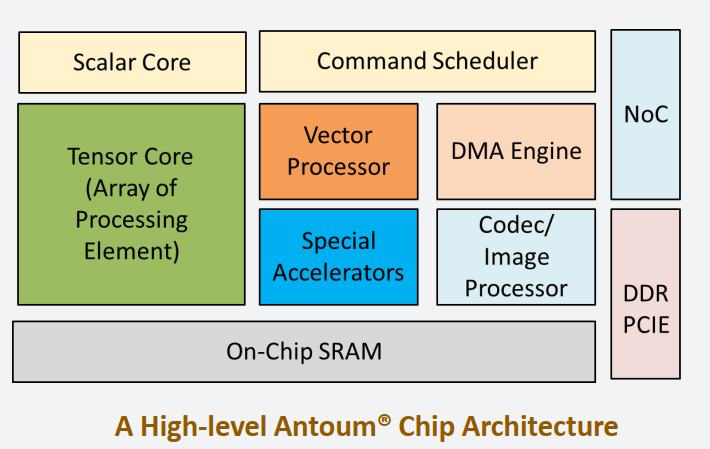 Scalar Core
Command Scheduler
NoC
Tensor Core
(Array of
Processing
Element)
Vector
Processor
DMA Engine
Special
Accelerators
Codec/
Image
Processor
DDR
PCIE
On-Chip SRAM
A High-level Antoum® Chip Architecture